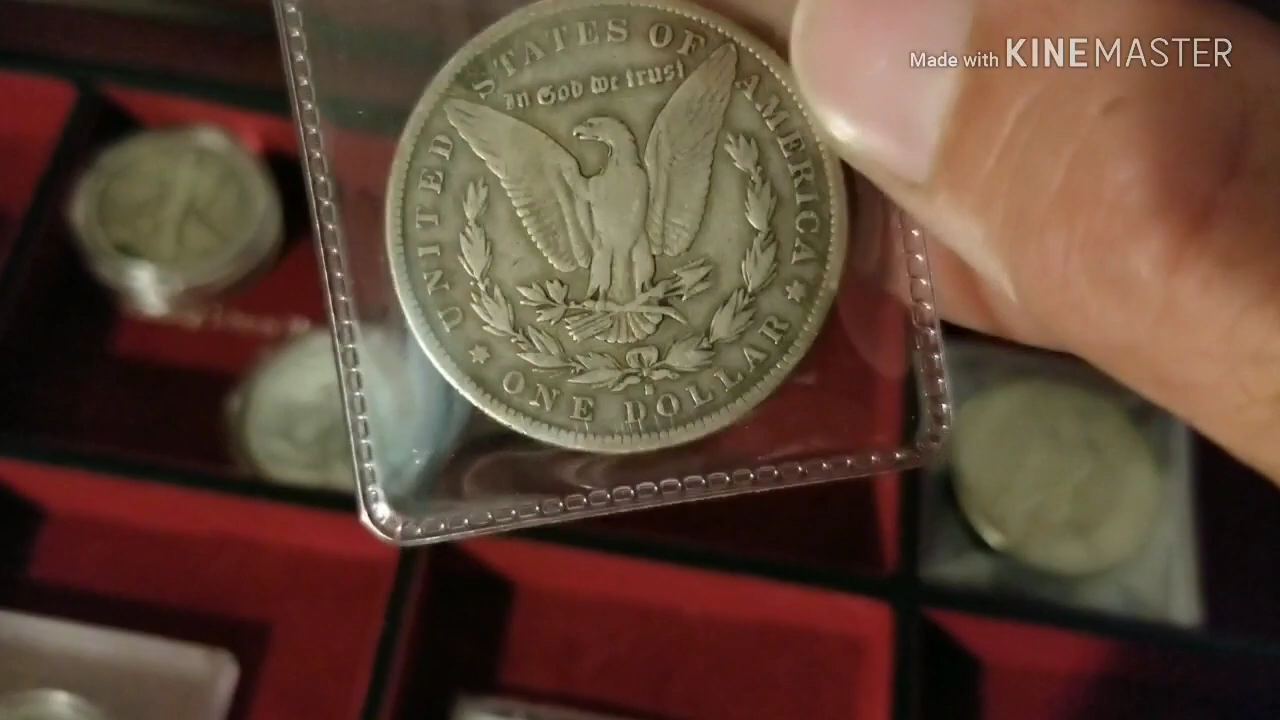 Made with KINEMASTER
UNITED STATES OF AMERICA
In God we trust
ONE DOLLAR